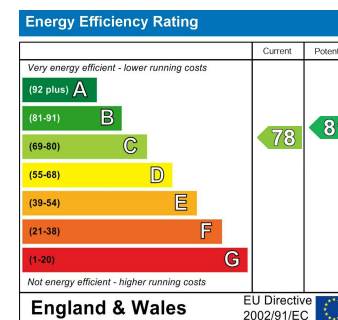 Energy Efficiency Rating
Current
Very energy efficient - lower running costs
(92 plus) A
(81-91) B
(69-80) C
78
(55-68) D
(39-54) E
(21-38) F
(1-20) G
Not energy efficient - higher running costs
England & Wales
EU Directive
2002/91/EC